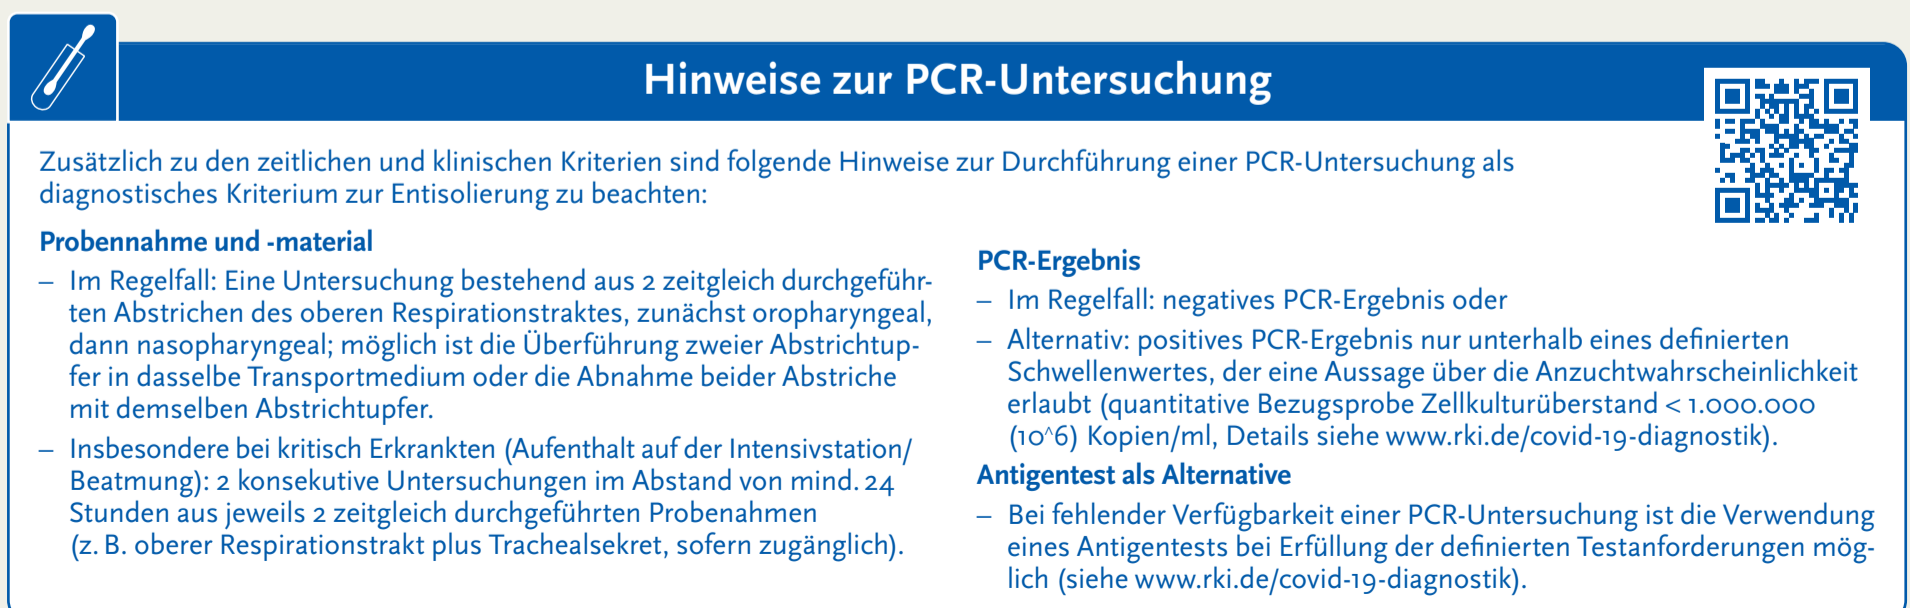 Hinweise zur PCR-Untersuchung
Zusätzlich zu den zeitlichen und klinischen Kriterien sind folgende Hinweise zur Durchführung einer PCR-Untersuchung als
diagnostisches Kriterium zur Entisolierung zu beachten:
Probennahme und -material
– Im Regelfall: Eine Untersuchung bestehend aus 2 zeitgleich durchgeführ-
ten Abstrichen des oberen Respirationstraktes, zunächst oropharyngeal,
dann nasopharyngeal; möglich ist die Überführung zweier Abstrichtup-
fer in dasselbe Transportmedium oder die Abnahme beider Abstriche
mit demselben Abstrichtupfer.
– Insbesondere bei kritisch Erkrankten (Aufenthalt auf der Intensivstation/
Beatmung): 2 konsekutive Untersuchungen im Abstand von mind. 24
Stunden aus jeweils 2 zeitgleich durchgeführten Probenahmen
(z. B. oberer Respirationstrakt plus Trachealsekret, sofern zugänglich).
PCR-Ergebnis
– Im Regelfall: negatives PCR-Ergebnis oder
– Alternativ: positives PCR-Ergebnis nur unterhalb eines definierten
Schwellenwertes, der eine Aussage über die Anzuchtwahrscheinlichkeit
erlaubt (quantitative Bezugsprobe Zellkulturüberstand < 1.000.000
(10^6) Kopien/ml, Details siehe www.rki.de/covid-19-diagnostik).
Antigentest als Alternative
– Bei fehlender Verfügbarkeit einer PCR-Untersuchung ist die Verwendung
eines Antigentests bei Erfüllung der definierten Testanforderungen mög-
lich (siehe www.rki.de/covid-19-diagnostik).